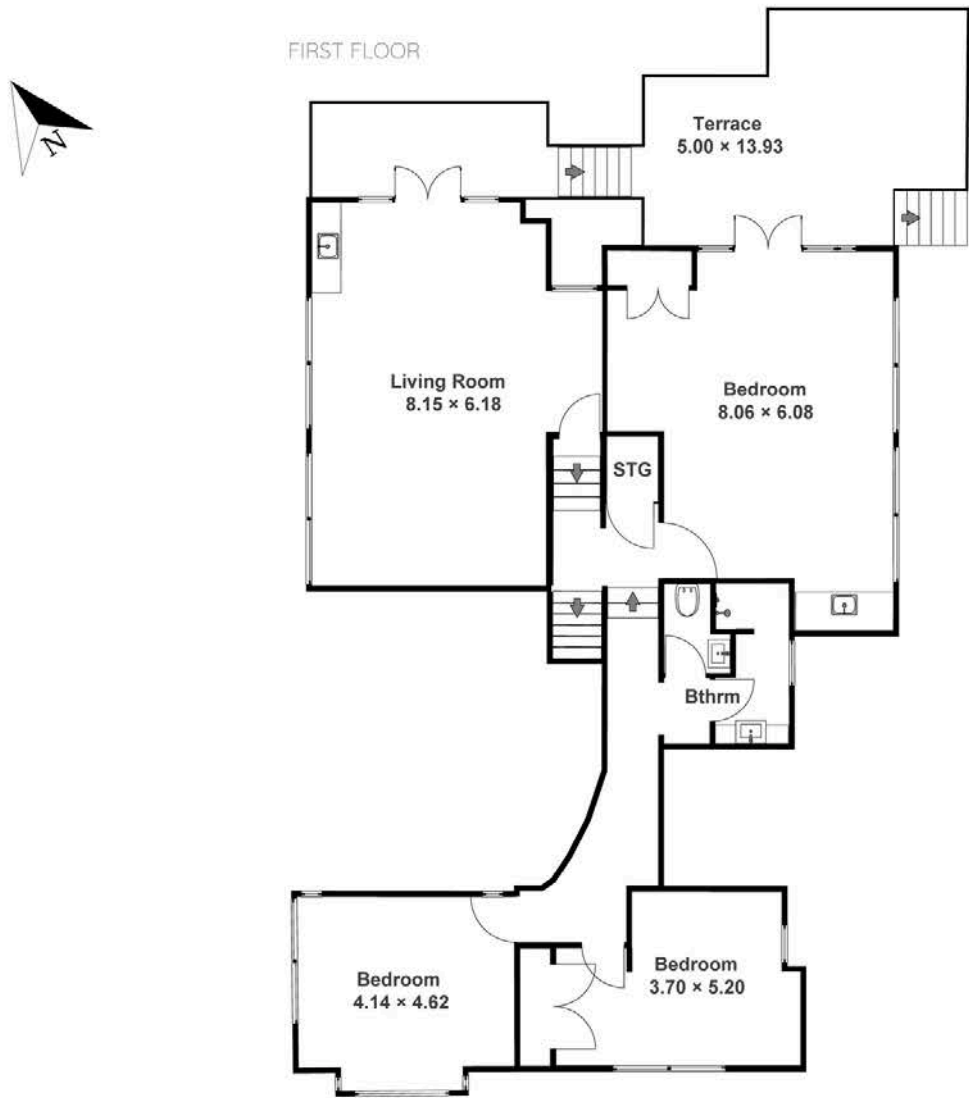 FIRST FLOOR
N
Terrace
5.00 × 13.93
Living Room
8.15 × 6.18
Bedroom
8.06 × 6.08
STG
Bthrm
Bedroom
4.14 × 4.62
Bedroom
3.70 × 5.20